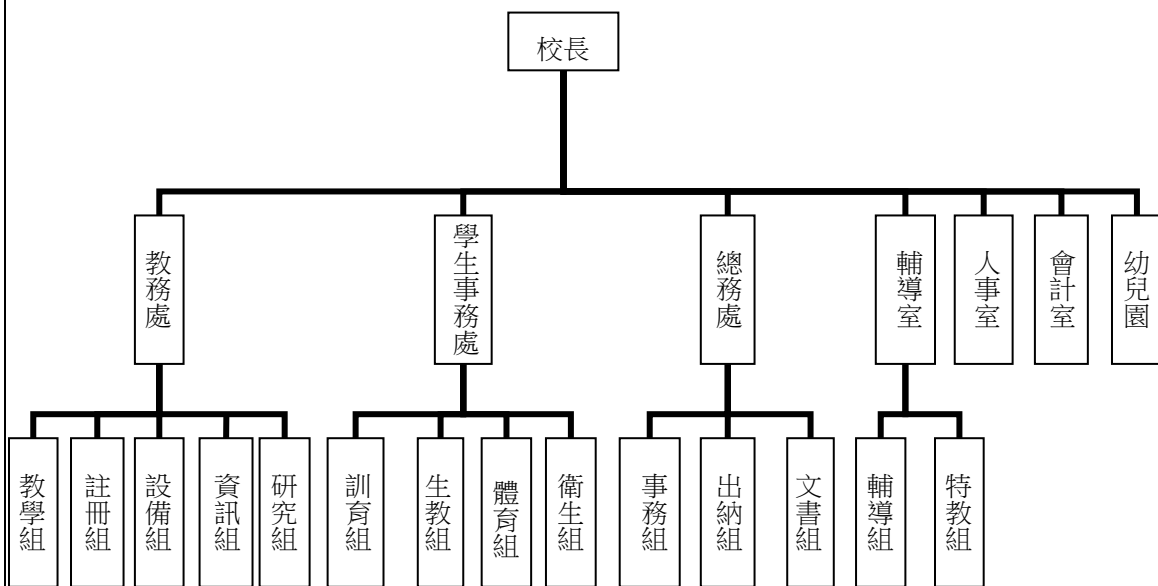 校長
教務處
學生事務處
總務處
輔導室
人事室
會計室
幼兒園
教學組
註冊組
設備組
資訊組
研究組
訓育組
生教組
體育組
衛生組
事務組
出納組
文書組
輔導組
特教組